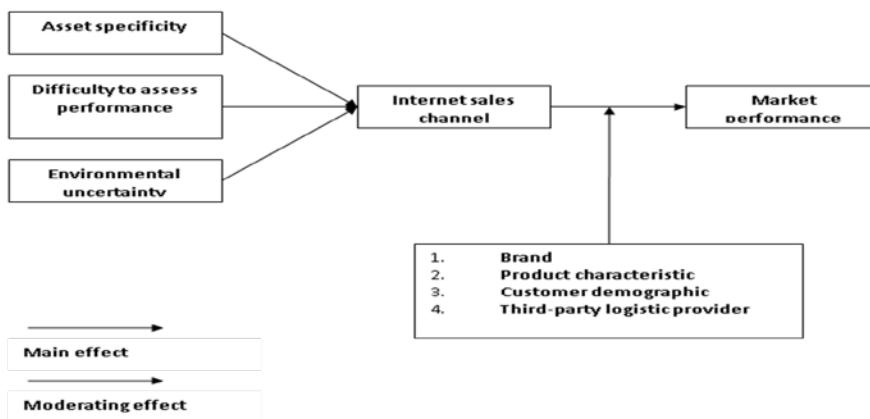 Asset specificity
Difficulty to assess
performance
Environmental
uncertainty
Internet sales
channel
Market
performance
1. Brand
2. Product characteristic
3. Customer demographic
4. Third-party logistic provider
Main effect
Moderating effect